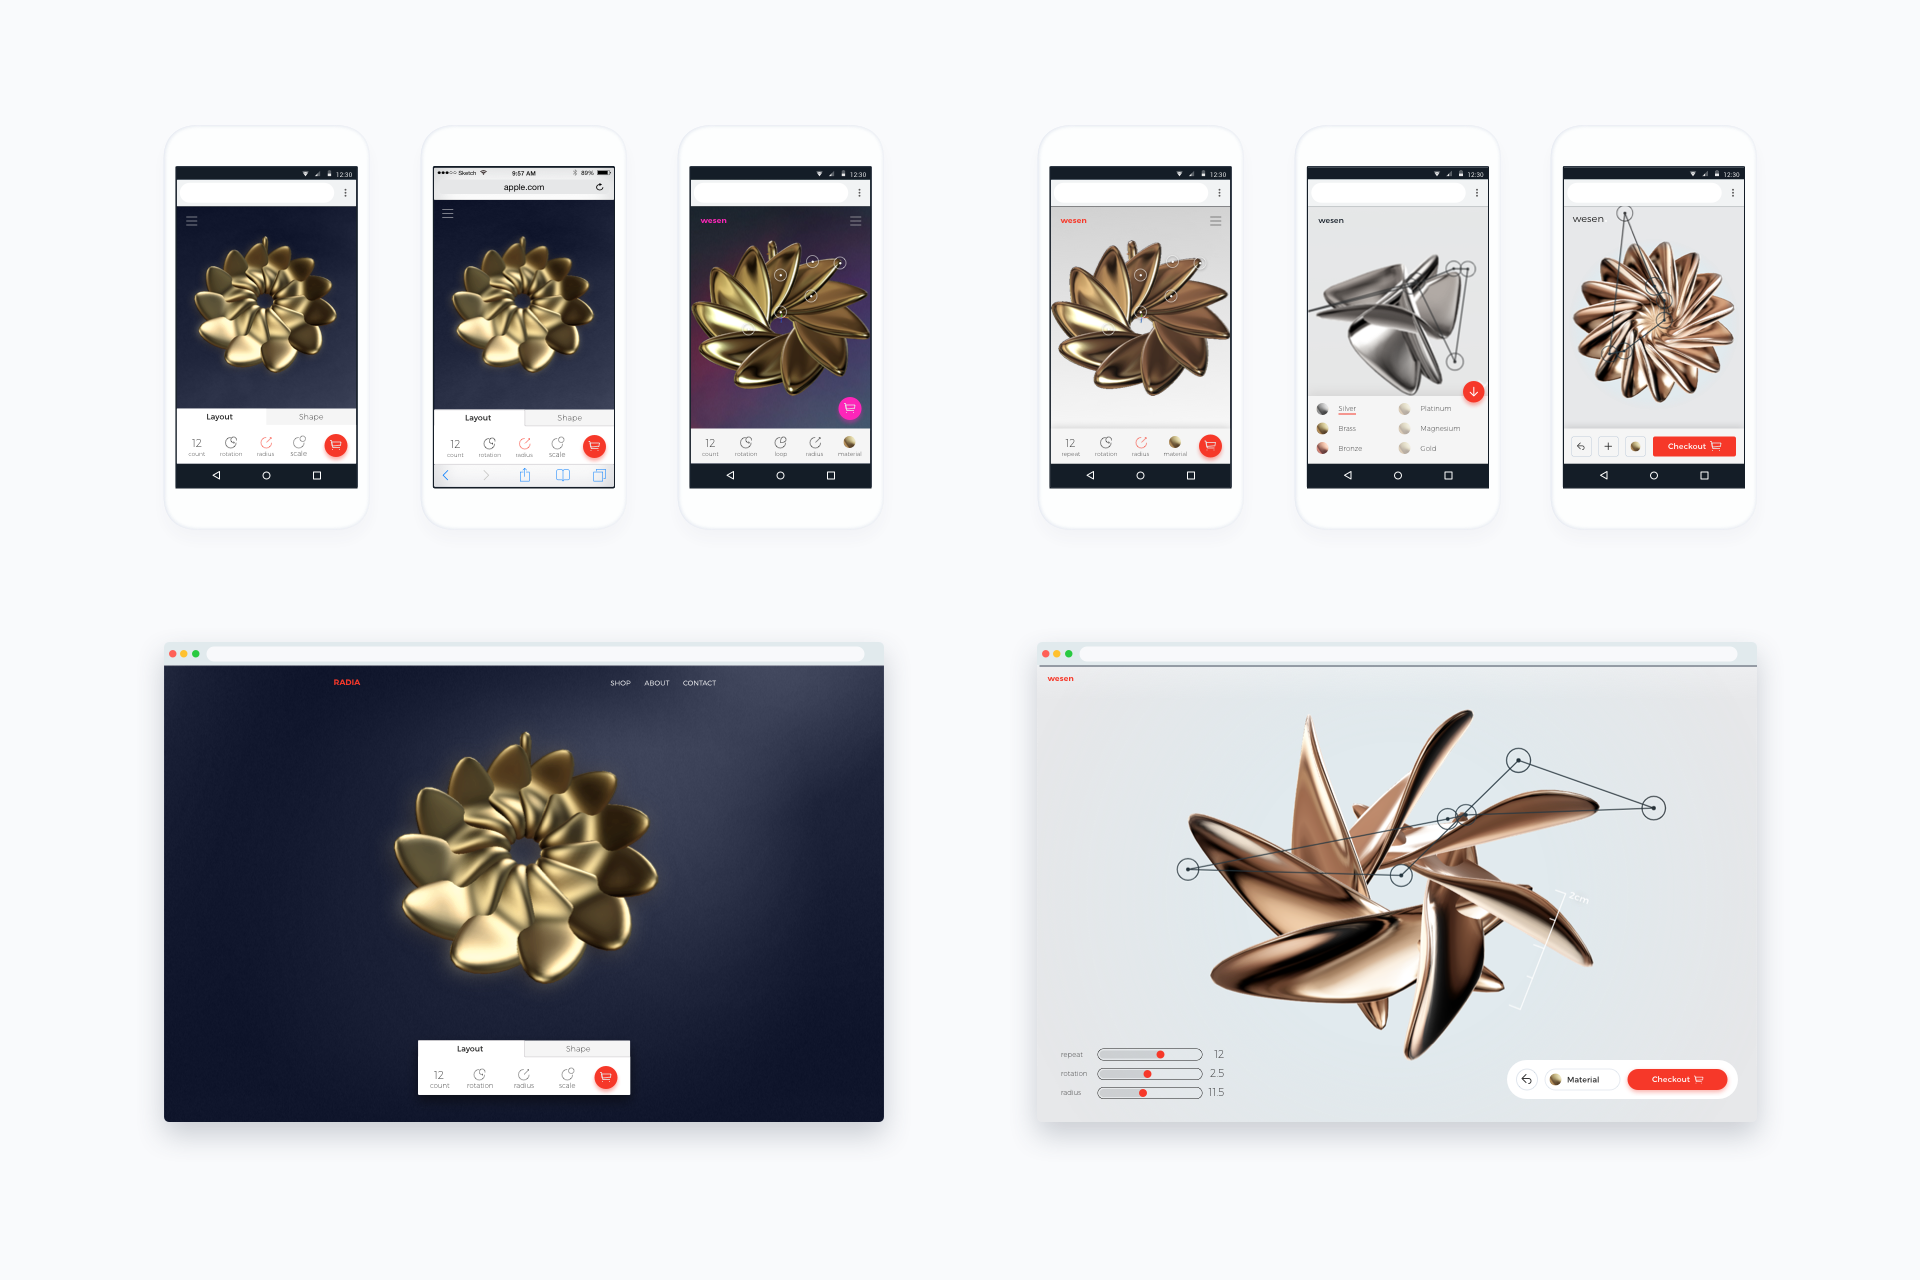 12:30
Layout
Shape
12
count
rotation
radius
scale
Sketch
9:57 AM
89%
apple.com
Layout
Shape
12
count
rotation
radius
scale
12:30
wesen
12
count
rotation
loop
radius
material
12:30
wesen
12
repeat
rotation
radius
material
12:30
wesen
Silver
Platinum
Brass
Magnesium
Bronze
Gold
12:30
wesen
Checkout
RADIA
SHOP ABOUT CONTACT
Layout
Shape
12
count
rotation
radius
scale
wesen
2cm
repeat 12
rotation 2.5
radius 11.5
Material
Checkout